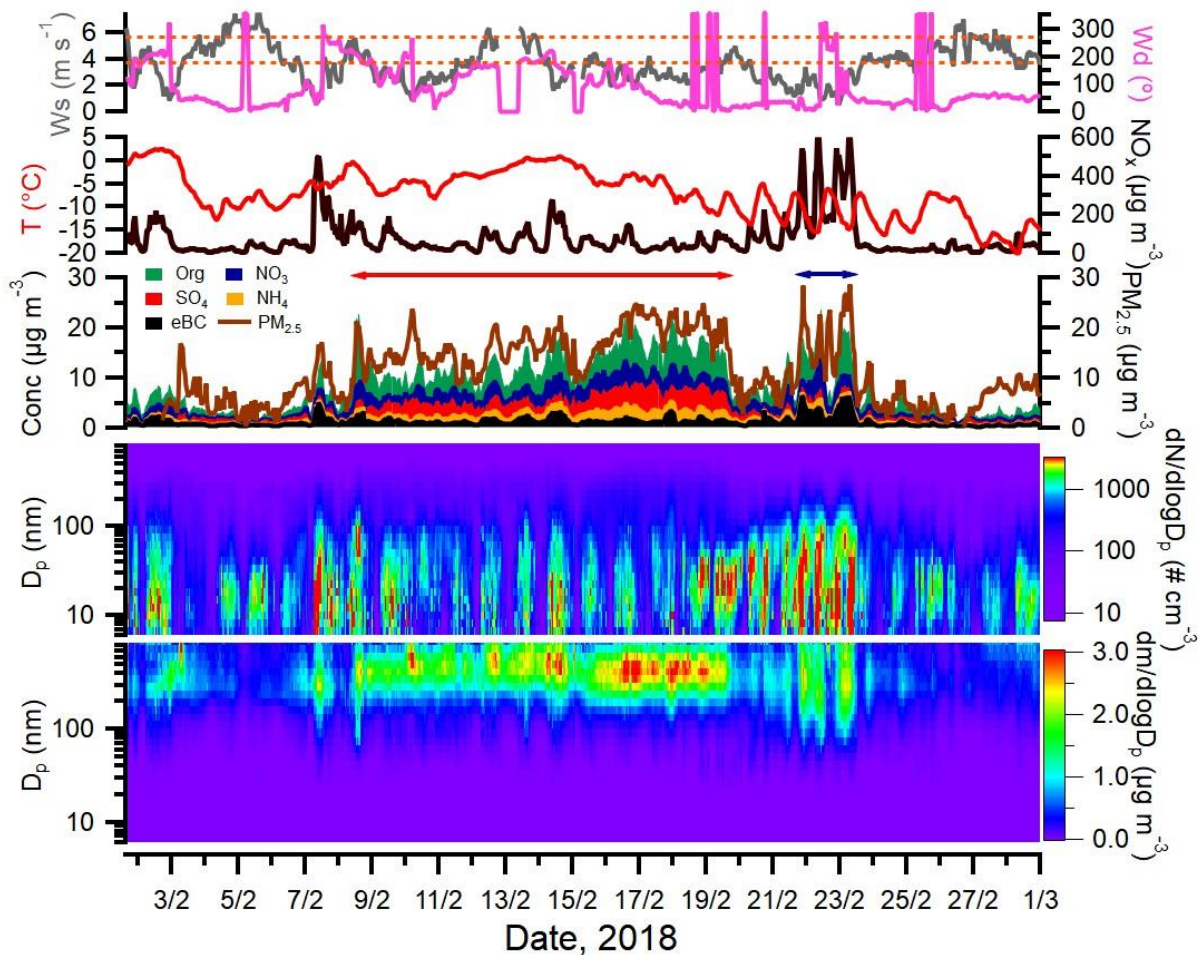 Ws (m s⁻¹)
6
4
2
0
300
200
100
0
Wd (°)
T (°C)
5
0
-5
-10
-15
-20
600
400
200
0
NOₓ (µg m⁻³)
Conc (µg m⁻³)
30
20
10
0
Org NO₃
SO₄ NH₄
eBC PM₂.₅
30
20
10
0
PM₂.₅ (µg m⁻³)
Dₚ (nm)
100
10
1000
100
10
dN/dlogDₚ (# cm⁻³)
Dₚ (nm)
100
10
3.0
2.0
1.0
0.0
dm/dlogDₚ (µg m⁻³)
3/2 5/2 7/2 9/2 11/2 13/2 15/2 17/2 19/2 21/2 23/2 25/2 27/2 1/3
Date, 2018